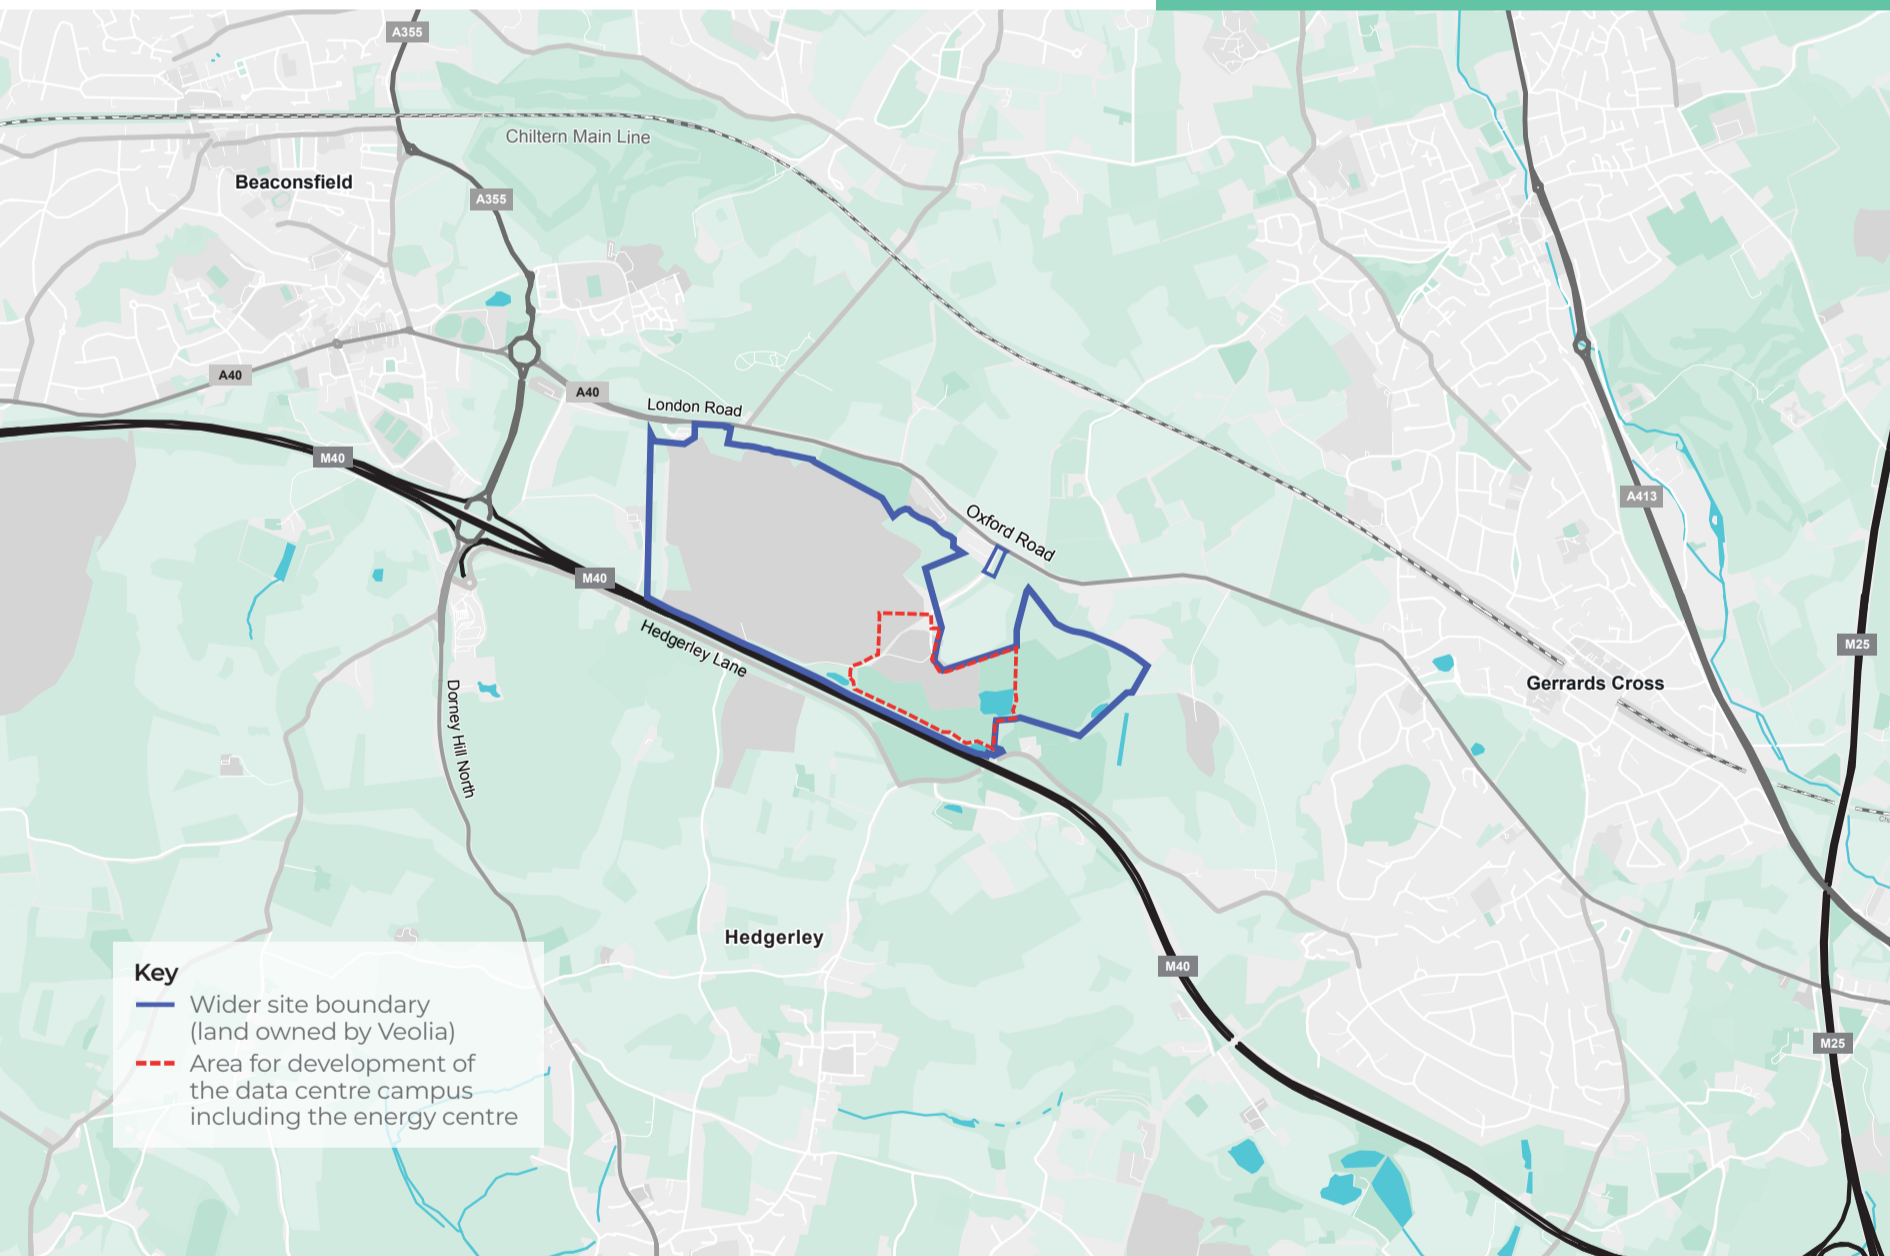 A355
Chiltern Main Line
Beaconsfield
A355
A40
A40
London Road
M40
A413
Oxford Road
M40
Hedgerley Lane
M25
Gerrards Cross
Dorney Hill North
Hedgerley
M40
M25
Key
Wider site boundary
(land owned by Veolia)
Area for development of
the data centre campus
including the energy centre